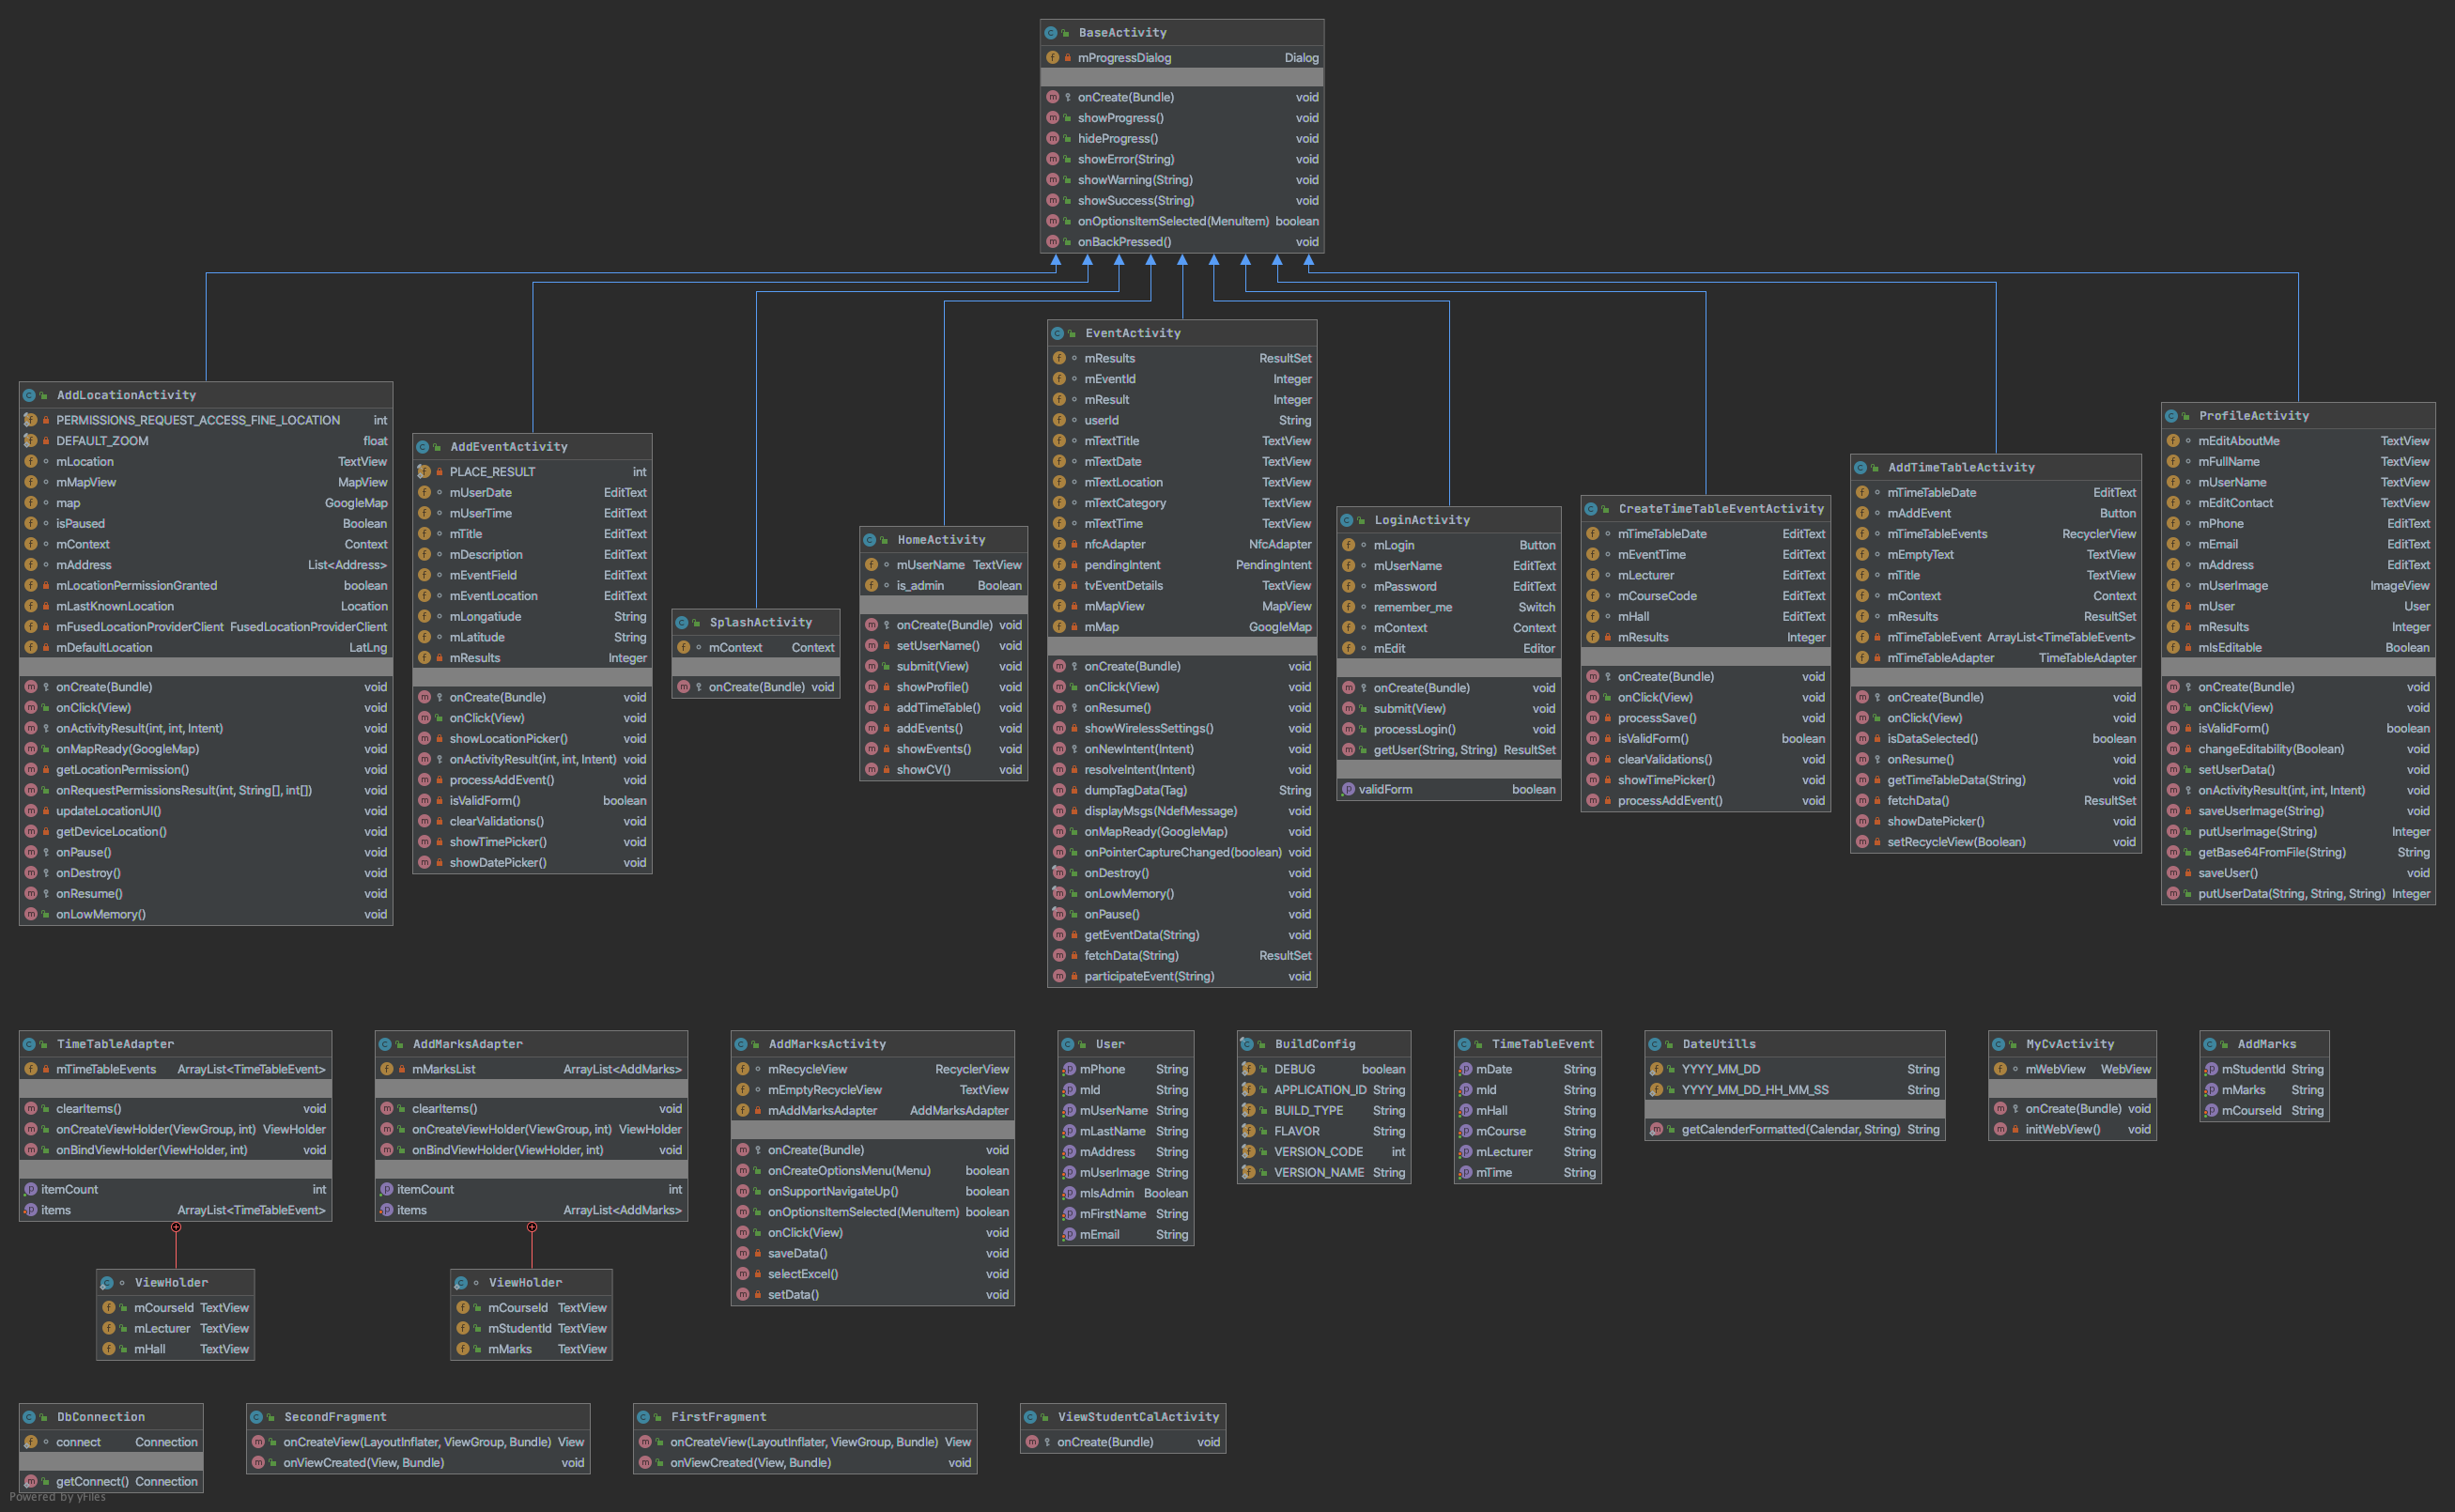 BaseActivity
mProgressDialog Dialog
onCreate(Bundle) void
showProgress() void
hideProgress() void
showError(String) void
showWarning(String) void
showSuccess(String) void
onOptionsItemSelected(MenuItem) boolean
onBackPressed() void
AddLocationActivity
PERMISSIONS_REQUEST_ACCESS_FINE_LOCATION int
DEFAULT_ZOOM float
mLocation TextView
mMapView MapView
map GoogleMap
isPaused Boolean
mContext Context
mAddress List<Address>
mLocationPermissionGranted boolean
mLastKnownLocation Location
mFusedLocationProviderClient FusedLocationProviderClient
mDefaultLocation LatLng
onCreate(Bundle) void
onClick(View) void
onActivityResult(int, int, Intent) void
onMapReady(GoogleMap) void
getLocationPermission() void
onRequestPermissionsResult(int, String[], int[]) void
updateLocationUI() void
getDeviceLocation() void
onPause() void
onDestroy() void
onResume() void
onLowMemory() void
AddEventActivity
PLACE_RESULT int
mUserDate EditText
mUserTime EditText
mTitle EditText
mDescription EditText
mEventField EditText
mEventLocation EditText
mLongatiude String
mLatitude String
mResults Integer
onCreate(Bundle) void
onClick(View) void
showLocationPicker() void
onActivityResult(int, int, Intent) void
processAddEvent() void
isValidForm() boolean
clearValidations() void
showTimePicker() void
showDatePicker() void
SplashActivity
mContext Context
onCreate(Bundle) void
HomeActivity
mUserName TextView
is_admin Boolean
onCreate(Bundle) void
setUserName() void
submit(View) void
showProfile() void
addTimeTable() void
addEvents() void
showEvents() void
showCV() void
EventActivity
mResults ResultSet
mEventId Integer
mResult Integer
userId String
mTextTitle TextView
mTextDate TextView
mTextLocation TextView
mTextCategory TextView
mTextTime TextView
nfcAdapter NfcAdapter
pendingIntent PendingIntent
tvEventDetails TextView
mMapView MapView
mMap GoogleMap
onCreate(Bundle) void
onClick(View) void
onResume() void
showWirelessSettings() void
onNewIntent(Intent) void
resolveIntent(Intent) void
dumpTagData(Tag) String
displayMsgs(NdefMessage) void
onMapReady(GoogleMap) void
onPointerCaptureChanged(boolean) void
onDestroy() void
onLowMemory() void
onPause() void
getEventData(String) void
fetchData(String) ResultSet
participateEvent(String) void
LoginActivity
mLogin Button
mUserName EditText
mPassword EditText
remember_me Switch
mContext Context
mEdit Editor
onCreate(Bundle) void
submit(View) void
processLogin() void
getUser(String, String) ResultSet
validForm boolean
CreateTimeTableEventActivity
mTimeTableDate EditText
mEventTime EditText
mLecturer EditText
mCourseCode EditText
mHall EditText
mResults Integer
onCreate(Bundle) void
onClick(View) void
processSave() void
isValidForm() boolean
clearValidations() void
showTimePicker() void
processAddEvent() void
AddTimeTableActivity
mTimeTableDate EditText
mAddEvent Button
mTimeTableEvents RecyclerView
mEmptyText TextView
mTitle TextView
mContext Context
mResults ResultSet
mTimeTableEvent ArrayList<TimeTableEvent>
mTimeTableAdapter TimeTableAdapter
onCreate(Bundle) void
onClick(View) void
isDataSelected() boolean
onResume() void
getTimeTableData(String) void
fetchData() ResultSet
showDatePicker() void
setRecycleView(Boolean) void
ProfileActivity
mEditAboutMe TextView
mFullName TextView
mUserName TextView
mEditContact TextView
mPhone EditText
mEmail EditText
mAddress EditText
mUserImage ImageView
mUser User
mResults Integer
mIsEditable Boolean
onCreate(Bundle) void
onClick(View) void
isValidForm() boolean
changeEditability(Boolean) void
setUserData() void
onActivityResult(int, int, Intent) void
saveUserImage(String) void
putUserImage(String) Integer
getBase64FromFile(String) String
saveUser() void
putUserData(String, String, String) Integer
TimeTableAdapter
mTimeTableEvents ArrayList<TimeTableEvent>
clearItems() void
onCreateViewHolder(ViewGroup, int) ViewHolder
onBindViewHolder(ViewHolder, int) void
itemCount int
items ArrayList<TimeTableEvent>
ViewHolder
mCourseId TextView
mLecturer TextView
mHall TextView
AddMarksAdapter
mMarksList ArrayList<AddMarks>
clearItems() void
onCreateViewHolder(ViewGroup, int) ViewHolder
onBindViewHolder(ViewHolder, int) void
itemCount int
items ArrayList<AddMarks>
ViewHolder
mCourseId TextView
mStudentId TextView
mMarks TextView
AddMarksActivity
mRecycleView RecyclerView
mEmptyRecycleView TextView
mAddMarksAdapter AddMarksAdapter
onCreate(Bundle) void
onCreateOptionsMenu(Menu) boolean
onSupportNavigateUp() boolean
onOptionsItemSelected(MenuItem) boolean
onClick(View) void
saveData() void
selectExcel() void
setData() void
User
mPhone String
mId String
mUserName String
mLastName String
mAddress String
mUserImage String
mIsAdmin Boolean
mFirstName String
mEmail String
BuildConfig
DEBUG boolean
APPLICATION_ID String
BUILD_TYPE String
FLAVOR String
VERSION_CODE int
VERSION_NAME String
TimeTableEvent
mDate String
mId String
mHall String
mCourse String
mLecturer String
mTime String
DateUtills
YYYY_MM_DD String
YYYY_MM_DD_HH_MM_SS String
getCalenderFormatted(Calendar, String) String
MyCvActivity
mWebView WebView
onCreate(Bundle) void
initWebView() void
AddMarks
mStudentId String
mMarks String
mCourseId String
DbConnection
connect Connection
getConnect() Connection
SecondFragment
onCreateView(LayoutInflater, ViewGroup, Bundle) View
onViewCreated(View, Bundle) void
FirstFragment
onCreateView(LayoutInflater, ViewGroup, Bundle) View
onViewCreated(View, Bundle) void
ViewStudentCalActivity
onCreate(Bundle) void
Powered by yFiles